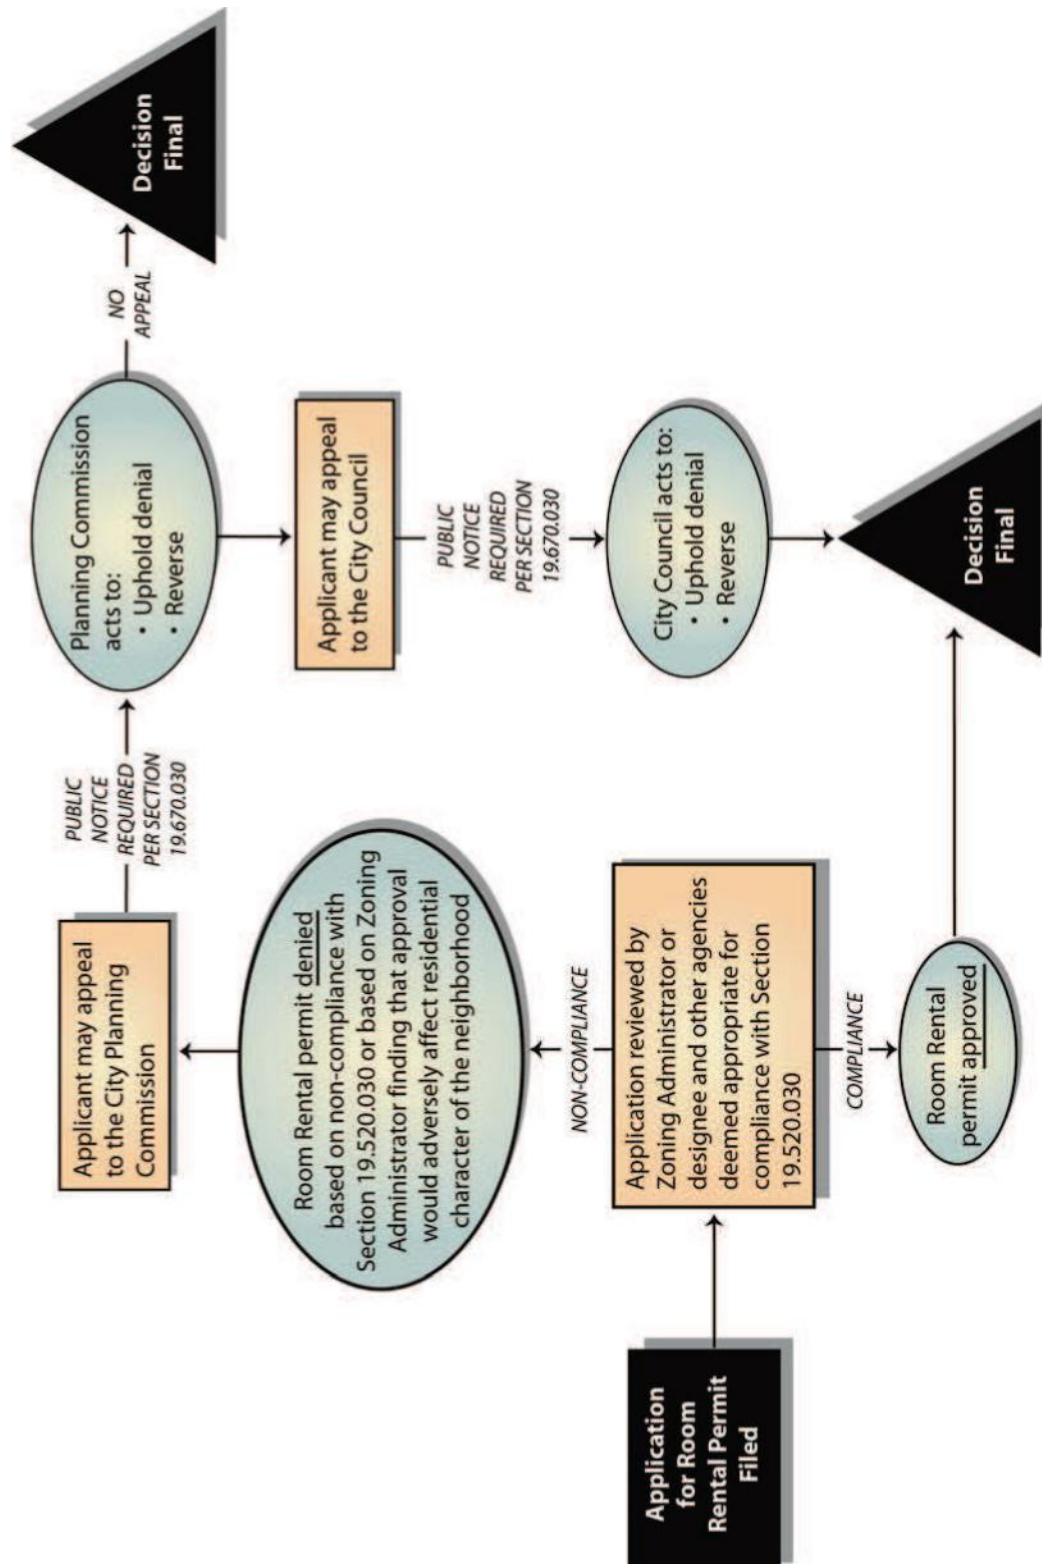 Application
for Room
Rental Permit
Filed
Application reviewed by
Zoning Administrator or
designee and other agencies
deemed appropriate for
compliance with Section
19.520.030
NON-COMPLIANCE
Room Rental permit denied
based on non-compliance with
Section 19.520.030 or based on Zoning
Administrator finding that approval
would adversely affect residential
character of the neighborhood
Applicant may appeal
to the City Planning
Commission
PUBLIC
NOTICE
REQUIRED
PER SECTION
19.670.030
Planning Commission
acts to:
• Uphold denial
• Reverse
NO
APPEAL
Decision
Final
Applicant may appeal
to the City Council
PUBLIC
NOTICE
REQUIRED
PER SECTION
19.670.030
City Council acts to:
• Uphold denial
• Reverse
COMPLIANCE
Room Rental
permit approved
Decision
Final